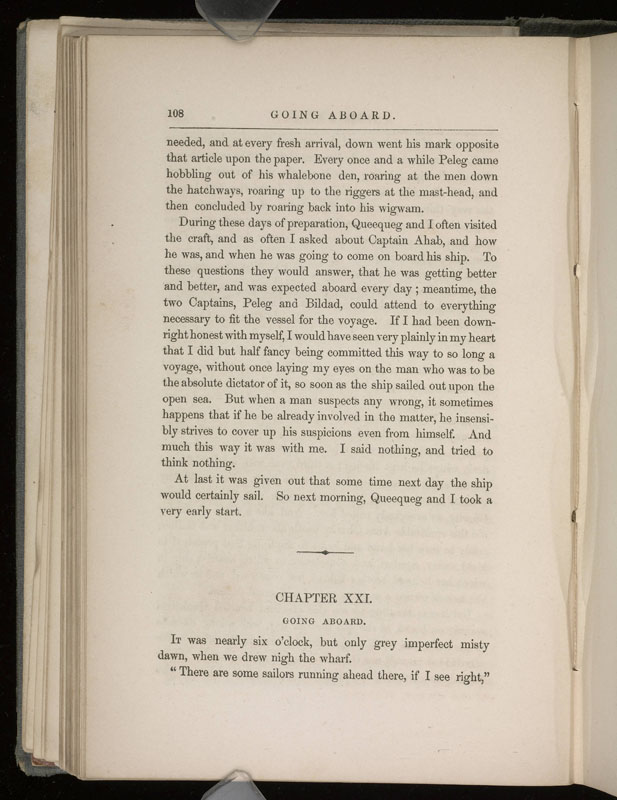 108
GOING ABOARD.
needed, and at every fresh arrival, down went his mark opposite
that article upon the paper. Every once and a while Peleg came
hobbling out of his whalebone den, roaring at the men down
the hatchways, roaring up to the riggers at the mast-head, and
then concluded by roaring back into his wigwam.
During these days of preparation, Queequeg and I often visited
the craft, and as often I asked about Captain Ahab, and how
he was, and when he was going to come on board his ship. To
these questions they would answer, that he was getting better
and better, and was expected aboard every day ; meantime, the
two Captains, Peleg and Bildad, could attend to everything
necessary to fit the vessel for the voyage. If I had been down-
right honest with myself, I would have seen very plainly in my heart
that I did but half fancy being committed this way to so long a
voyage, without once laying my eyes on the man who was to be
the absolute dictator of it, so soon as the ship sailed out upon the
open sea. But when a man suspects any wrong, it sometimes
happens that if he be already involved in the matter, he insensi-
bly strives to cover up his suspicions even from himself. And
much this way it was with me. I said nothing, and tried to
think nothing.
At last it was given out that some time next day the ship
would certainly sail. So next morning, Queequeg and I took a
very early start.
CHAPTER XXI.
GOING ABOARD.
IT was nearly six o'clock, but only grey imperfect misty
dawn, when we drew nigh the wharf.
“ There are some sailors running ahead there, if I see right,”